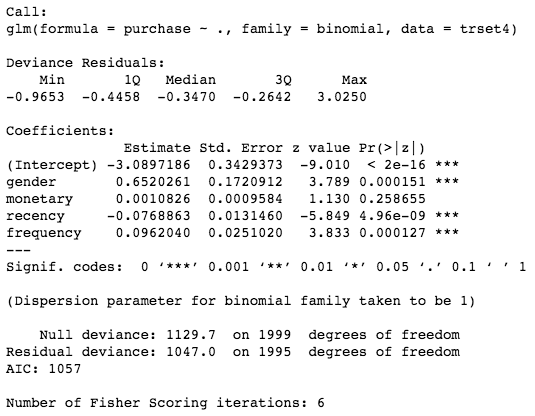 Call:
glm(formula = purchase ~ ., family = binomial, data = trset4)
Deviance Residuals:
    Min      1Q  Median      3Q     Max
-0.9653 -0.4458 -0.3470 -0.2642  3.0250
Coefficients:
              Estimate Std. Error z value Pr(>|z|)
(Intercept) -3.0897186  0.3429373  -9.010  < 2e-16 ***
gender       0.6520261  0.1720912   3.789 0.000151 ***
monetary     0.0010826  0.0009584   1.130 0.258655
recency     -0.0768863  0.0131460  -5.849 4.96e-09 ***
frequency    0.0962040  0.0251020   3.833 0.000127 ***
---
Signif. codes:  0 ‘***’ 0.001 ‘**’ 0.01 ‘*’ 0.05 ‘.’ 0.1 ‘ ’ 1
(Dispersion parameter for binomial family taken to be 1)
    Null deviance: 1129.7  on 1999  degrees of freedom
Residual deviance: 1047.0  on 1995  degrees of freedom
AIC: 1057
Number of Fisher Scoring iterations: 6